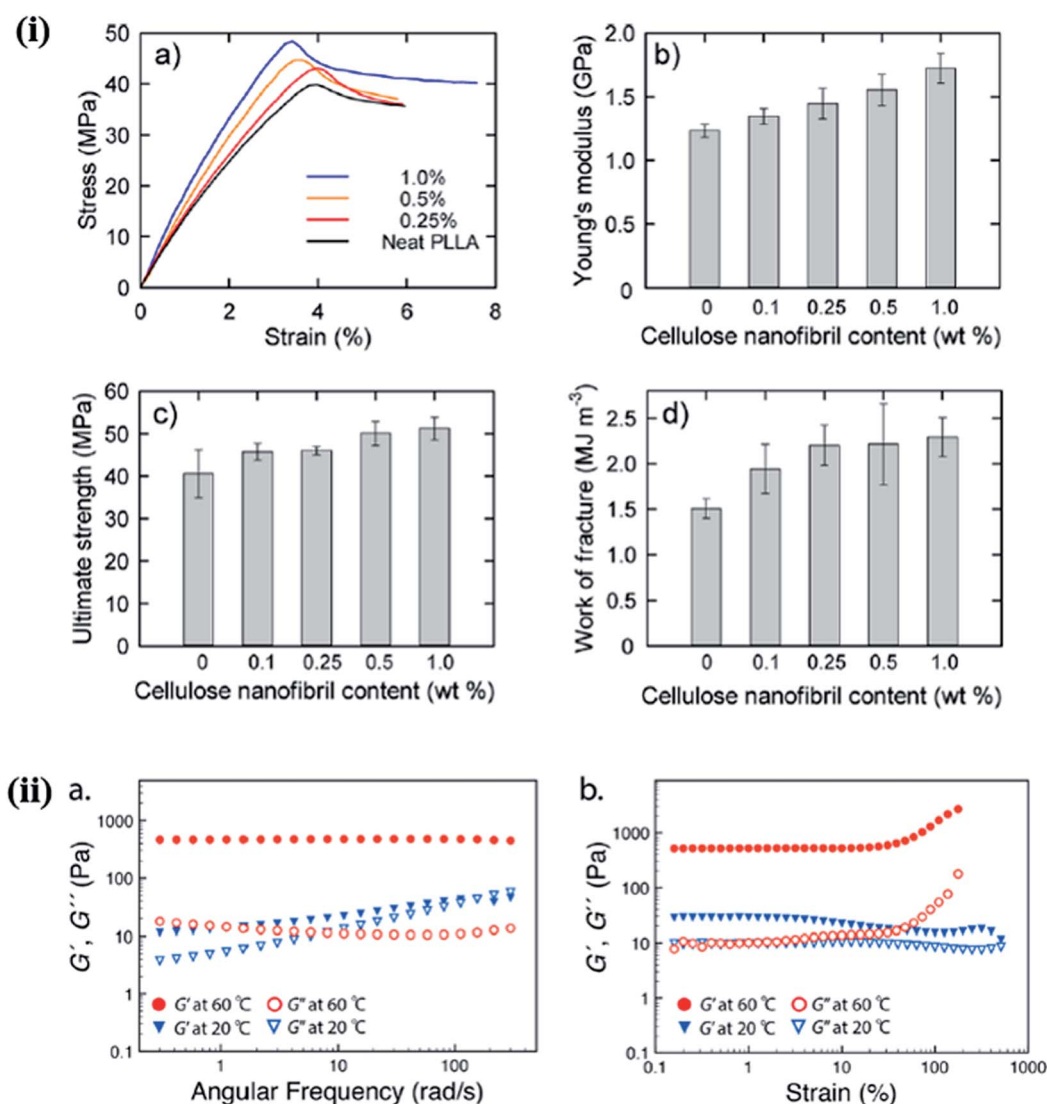 (i)
a)
Stress (MPa)
50
40
30
20
10
0
1.0%
0.5%
0.25%
Neat PLLA
0 2 4 6 8
Strain (%)
b)
Young's modulus (GPa)
2.0
1.5
1.0
0.5
0
0 0.1 0.25 0.5 1.0
Cellulose nanofibril content (wt %)
c)
Ultimate strength (MPa)
60
50
40
30
20
10
0
0 0.1 0.25 0.5 1.0
Cellulose nanofibril content (wt %)
d)
Work of fracture (MJ m⁻³)
2.5
2.0
1.5
1.0
0.5
0
0 0.1 0.25 0.5 1.0
Cellulose nanofibril content (wt %)
(ii)
a.
G′, G″ (Pa)
1000
100
10
1
0.1
G′ at 60 °C G″ at 60 °C
G′ at 20 °C G″ at 20 °C
1 10 100
Angular Frequency (rad/s)
b.
G′, G″ (Pa)
1000
100
10
1
0.1
G′ at 60 °C G″ at 60 °C
G′ at 20 °C G″ at 20 °C
0.1 1 10 100 1000
Strain (%)